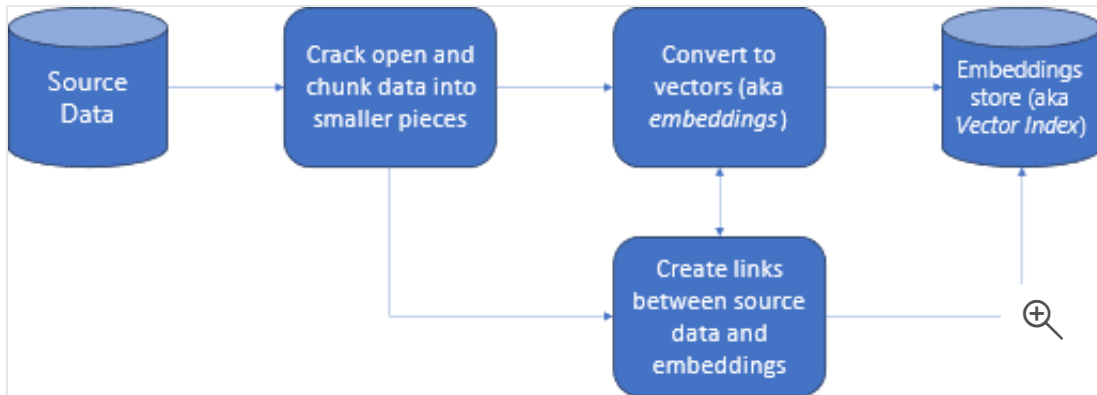 Source
Data
Crack open and
chunk data into
smaller pieces
Convert to
vectors (aka
embeddings)
Embeddings
store (aka
Vector Index)
Create links
between source
data and
embeddings